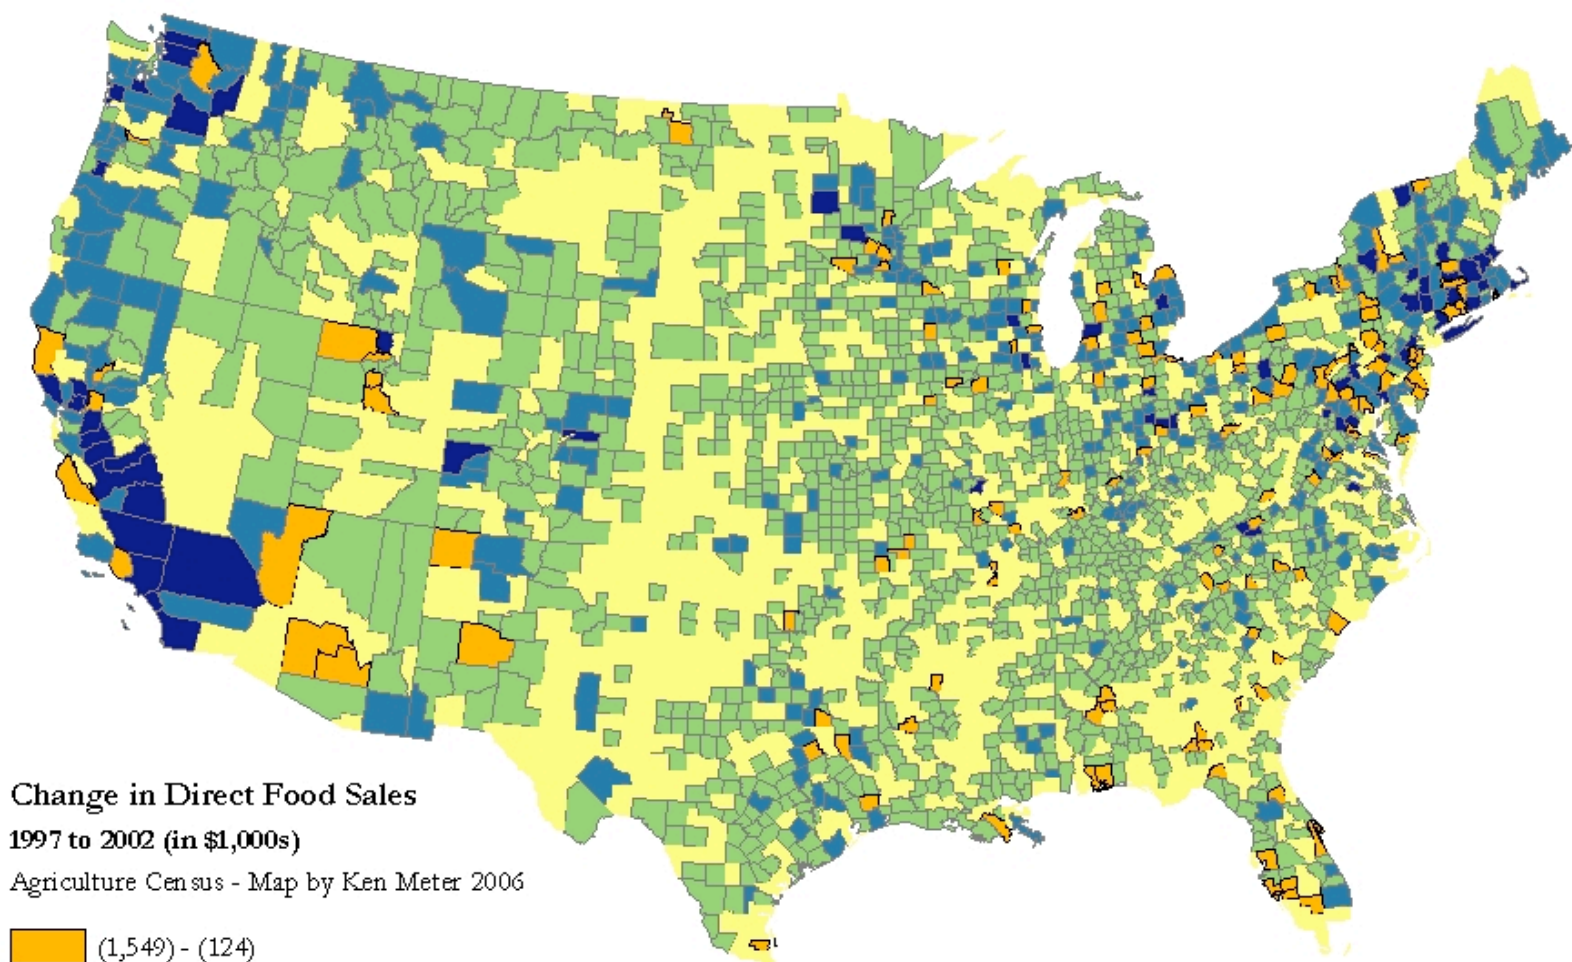 Change in Direct Food Sales
1997 to 2002 (in $1,000s)
Agriculture Census - Map by Ken Meter 2006
(1,549) - (124)